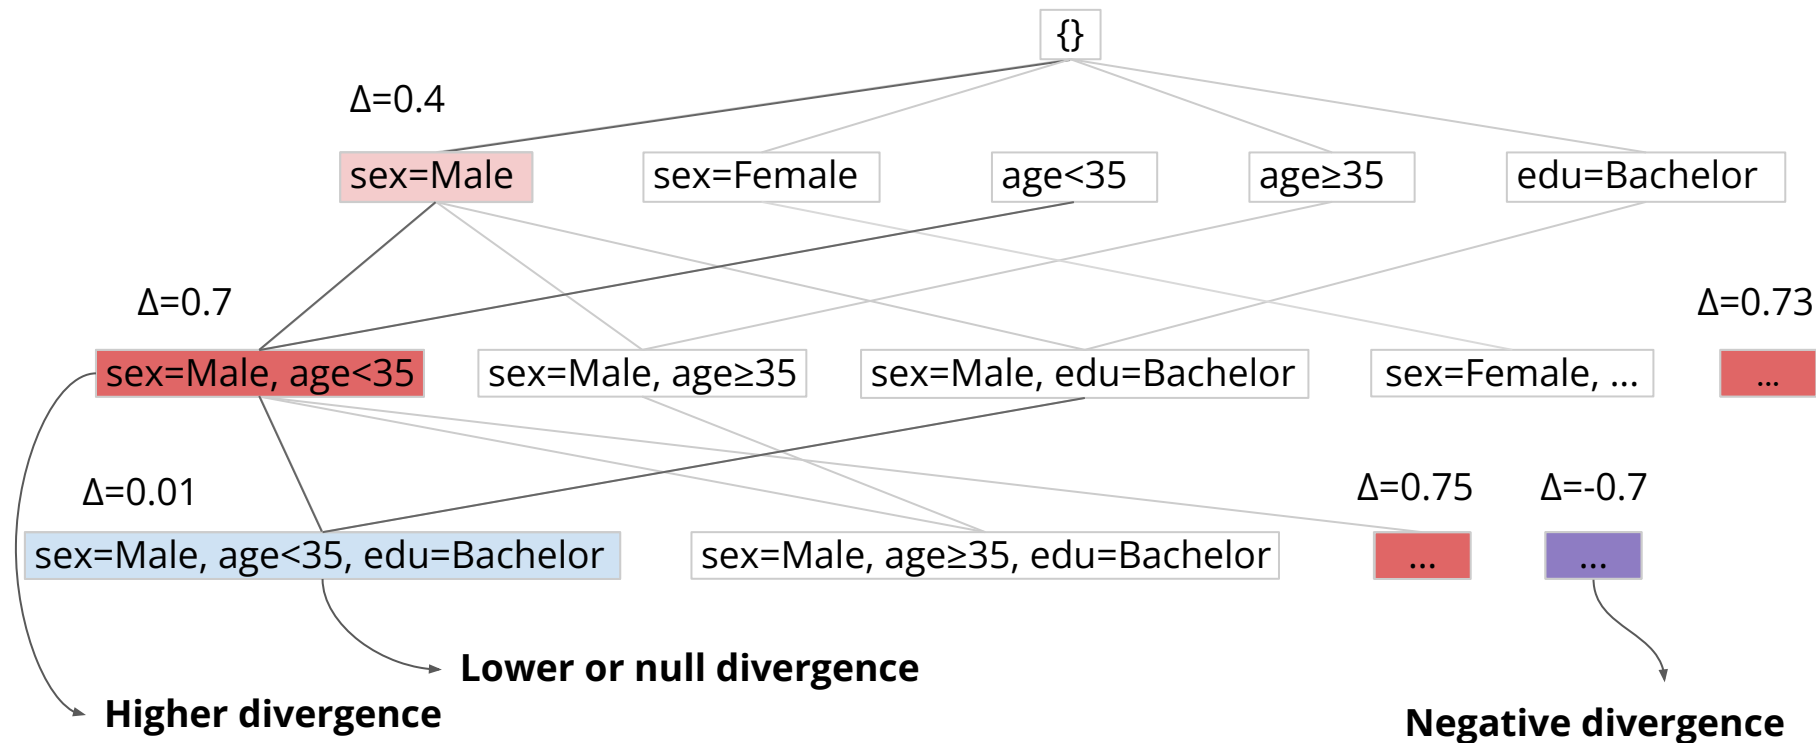 {}
Δ=0.4
sex=Male
sex=Female
age<35
age≥35
edu=Bachelor
Δ=0.7
Δ=0.73
sex=Male, age<35
sex=Male, age≥35
sex=Male, edu=Bachelor
sex=Female, ...
...
Δ=0.01
Δ=0.75
Δ=-0.7
sex=Male, age<35, edu=Bachelor
sex=Male, age≥35, edu=Bachelor
...
...
Lower or null divergence
Higher divergence
Negative divergence